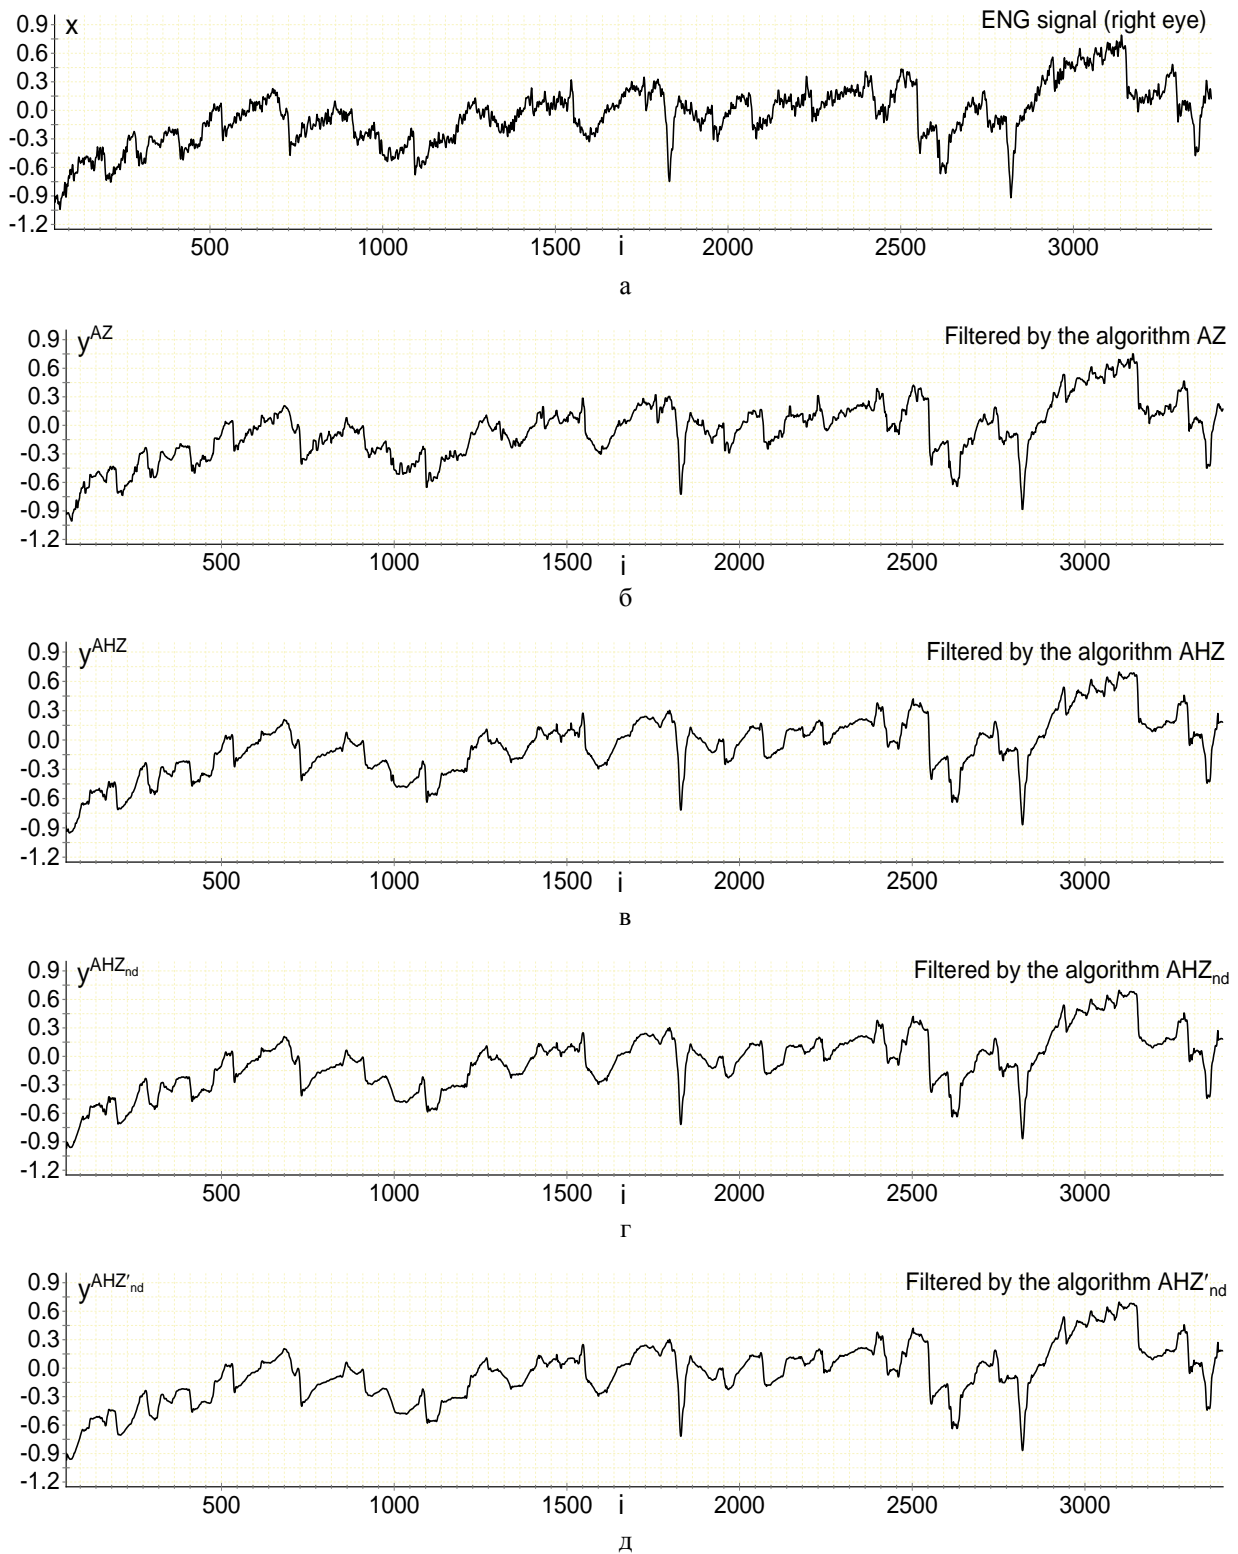 x ENG signal (right eye)
0.9
0.6
0.3
0.0
-0.3
-0.6
-0.9
-1.2
500 1000 1500 i 2000 2500 3000
а
y^AZ Filtered by the algorithm AZ
0.9
0.6
0.3
0.0
-0.3
-0.6
-0.9
-1.2
500 1000 1500 i 2000 2500 3000
б
y^AHZ Filtered by the algorithm AHZ
0.9
0.6
0.3
0.0
-0.3
-0.6
-0.9
-1.2
500 1000 1500 i 2000 2500 3000
в
y^AHZ_nd Filtered by the algorithm AHZ_nd
0.9
0.6
0.3
0.0
-0.3
-0.6
-0.9
-1.2
500 1000 1500 i 2000 2500 3000
г
y^AHZ'_nd Filtered by the algorithm AHZ'_nd
0.9
0.6
0.3
0.0
-0.3
-0.6
-0.9
-1.2
500 1000 1500 i 2000 2500 3000
д